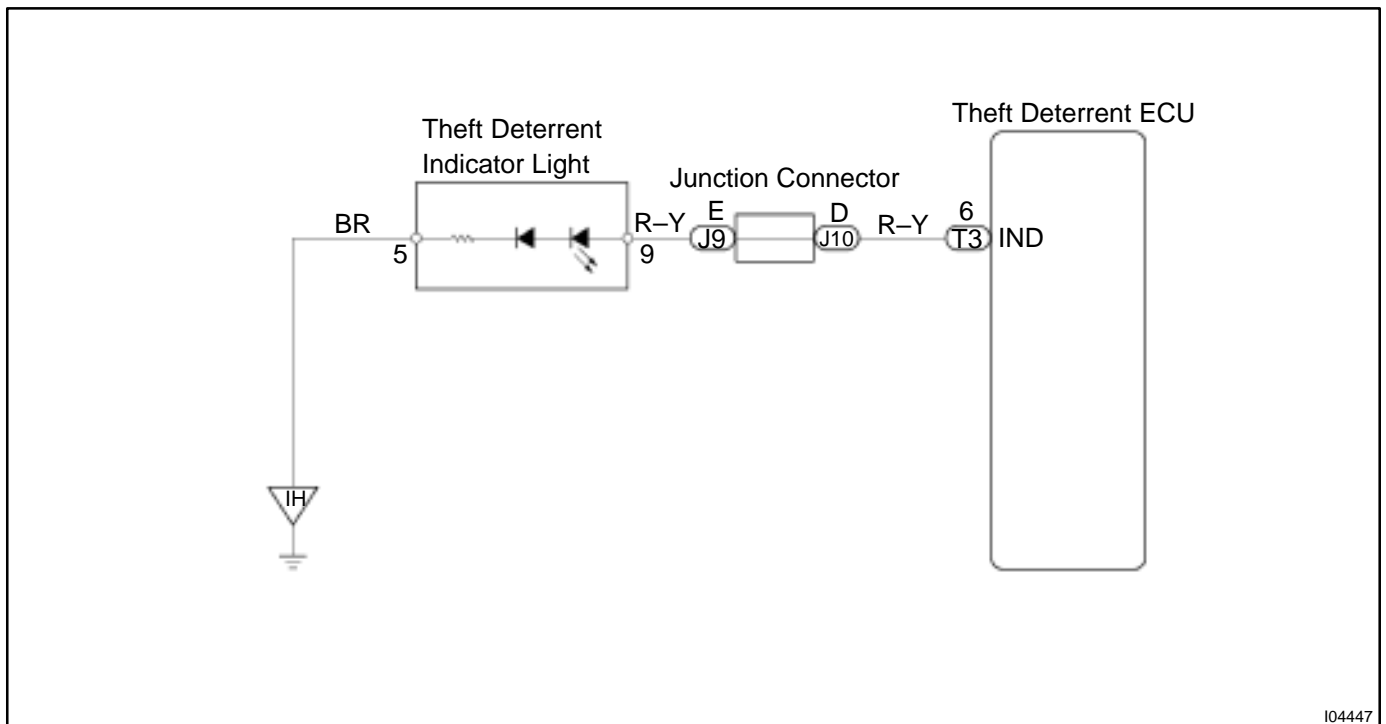 Theft Deterrent ECU
Theft Deterrent
Indicator Light
Junction Connector
BR
5
R–Y
9
E
J9
D
J10
R–Y
6
T3
IND
IH
I04447